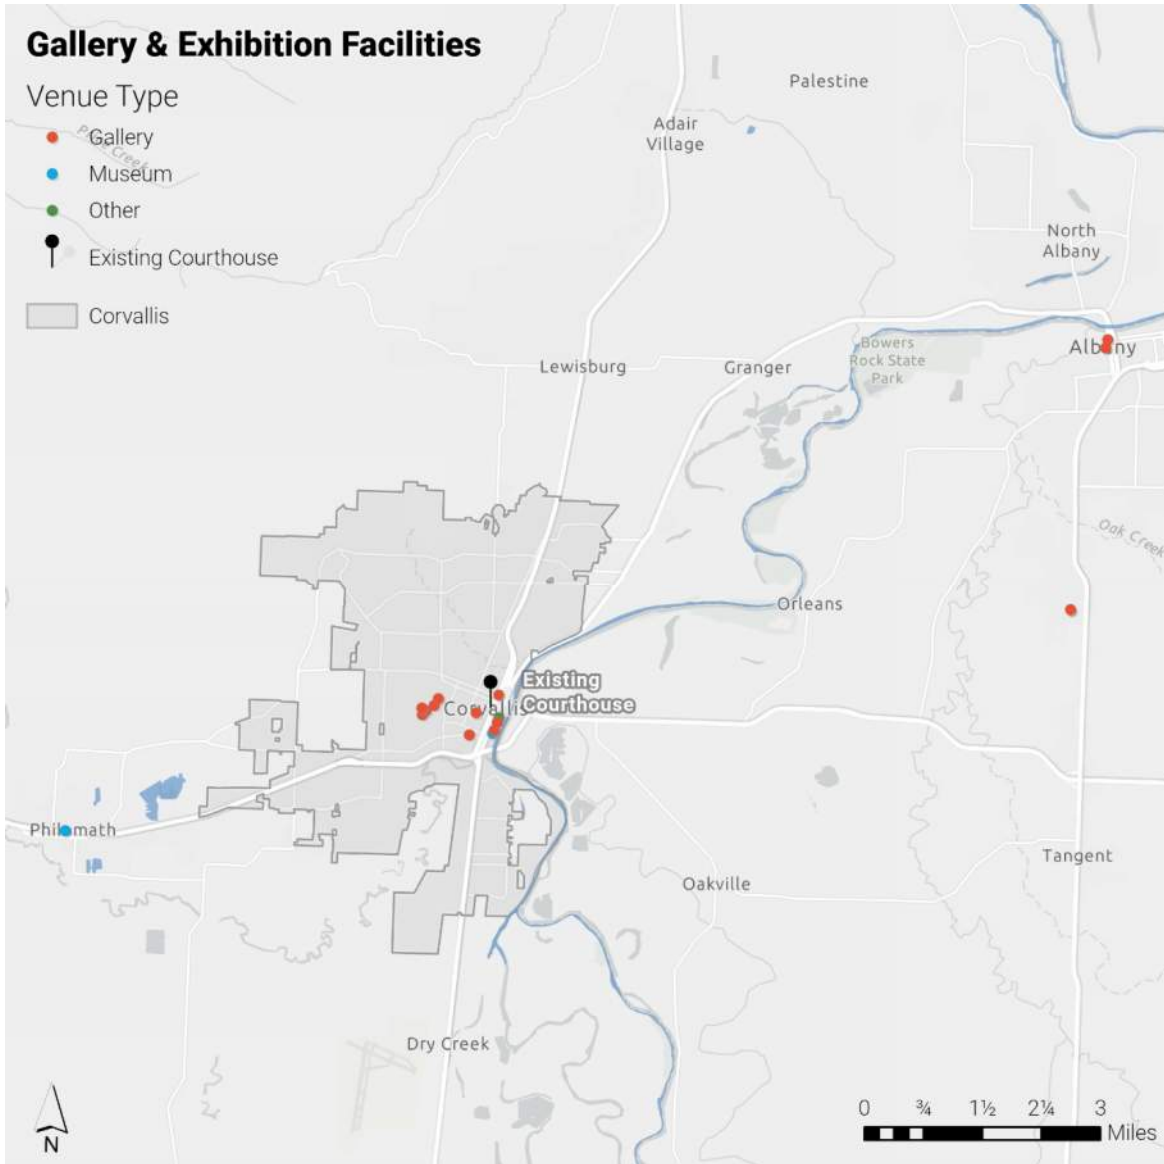 Gallery & Exhibition Facilities
Venue Type
Gallery
Museum
Other
Existing Courthouse
Corvallis
Palestine
Adair
Village
North
Albany
Albany
Bowers
Rock State
Park
Lewisburg
Granger
Oak Creek
Orleans
Existing
Courthouse
Corvallis
Philomath
Tangent
Oakville
Dry Creek
N
0 ¾ 1½ 2¼ 3
Miles